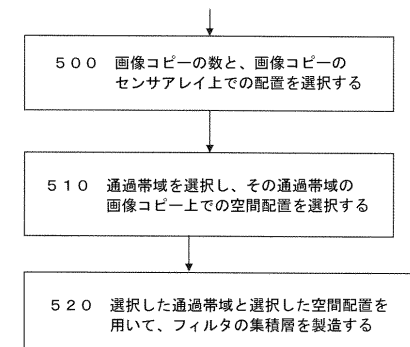 ５００ 画像コピーの数と、画像コピーの
センサアレイ上での配置を選択する
５１０ 通過帯域を選択し、その通過帯域の
画像コピー上での空間配置を選択する
５２０ 選択した通過帯域と選択した空間配置を
用いて、フィルタの集積層を製造する